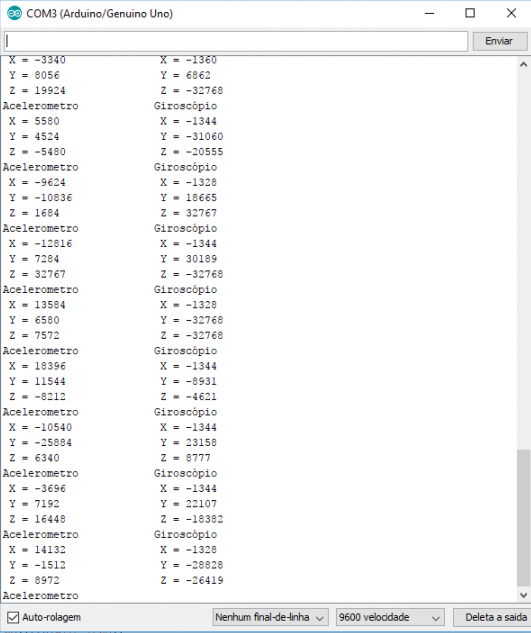 COM3 (Arduino/Genuino Uno)
Enviar
X = -3340 X = -1360
Y = 8056 Y = 6862
Z = 19924 Z = -32768
Acelerometro Giroscópio
X = 5580 X = -1344
Y = 4524 Y = -31060
Z = -5480 Z = -20555
Acelerometro Giroscópio
X = -9624 X = -1328
Y = -10836 Y = 18665
Z = 1684 Z = 32767
Acelerometro Giroscópio
X = -12816 X = -1344
Y = 7284 Y = 30189
Z = 32767 Z = -32768
Acelerometro Giroscópio
X = 13584 X = -1328
Y = 6580 Y = -32768
Z = 7572 Z = -32768
Acelerometro Giroscópio
X = 18396 X = -1344
Y = 11544 Y = -8931
Z = -8212 Z = -4621
Acelerometro Giroscópio
X = -10540 X = -1344
Y = -25884 Y = 23158
Z = 6340 Z = 8777
Acelerometro Giroscópio
X = -3696 X = -1344
Y = 7192 Y = 22107
Z = 16448 Z = -18382
Acelerometro Giroscópio
X = 14132 X = -1328
Y = -1512 Y = -28828
Z = 8972 Z = -26419
Acelerometro
Auto-rolagem Nenhum final-de-linha 9600 velocidade Deleta a saida